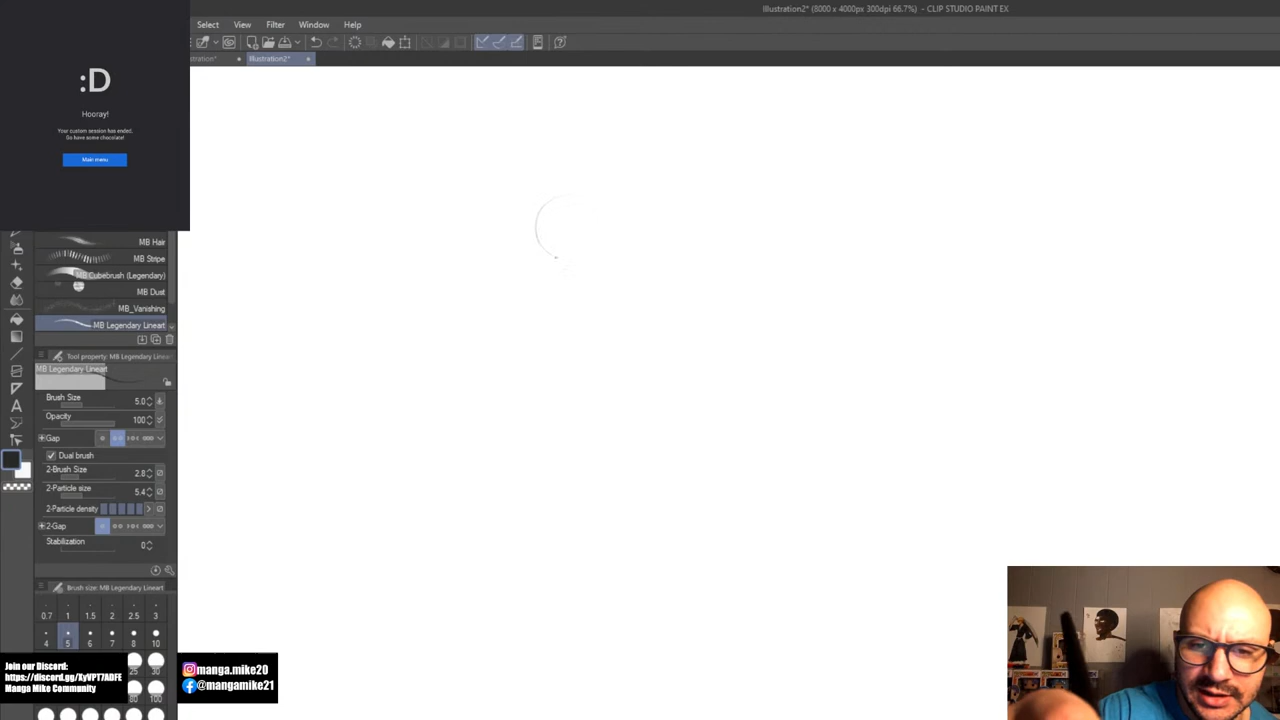 Illustration2* (8000 x 4000px 300dpi 66.7%) - CLIP STUDIO PAINT EX
Select View Filter Window Help
Illustration2*
:D
Hooray!
Your custom session has ended.
Go have some chocolate!
Main menu
MB Hair
MB Stripe
MB Cubebrush (Legendary)
MB Dust
MB_Vanishing
MB Legendary Lineart
Tool property: MB Legendary Linea
MB Legendary Lineart
Brush Size 5.0
Opacity 100
Gap
Dual brush
2-Brush Size 2.8
2-Particle size 5.4
2-Particle density
2-Gap
Stabilization 0
Brush size: MB Legendary Lineart
0.7 1 1.5 2 2.5 3
4 5 6 7 8 10
25 30
80 100
Join our Discord:
https://discord.gg/XyVPT7ADFE
Manga Mike Community
manga.mike20
@mangamike21